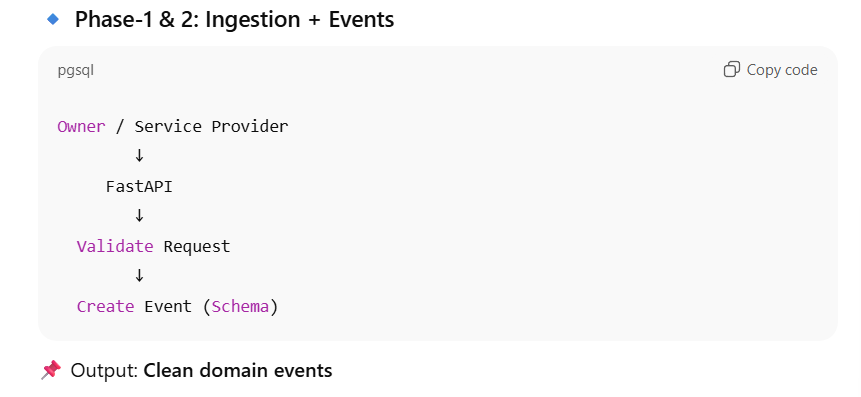 Phase-1 & 2: Ingestion + Events
pgsql
Copy code
Owner / Service Provider
↓
FastAPI
↓
Validate Request
↓
Create Event (Schema)
Output: Clean domain events